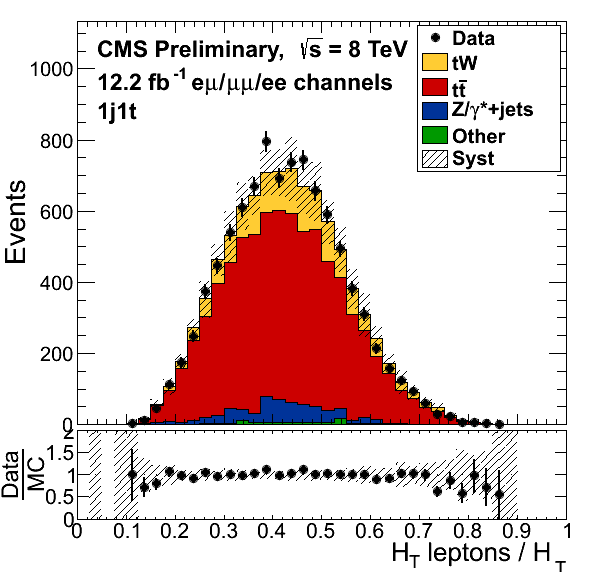 CMS Preliminary, √s = 8 TeV
12.2 fb⁻¹ eμ/μμ/ee channels
1j1t
Data
tW
tt̄
Z/γ*+jets
Other
Syst
Events
1000
800
600
400
200
0
Data/MC
2
1.5
1
0.5
0
0 0.1 0.2 0.3 0.4 0.5 0.6 0.7 0.8 0.9 1
H_T leptons / H_T